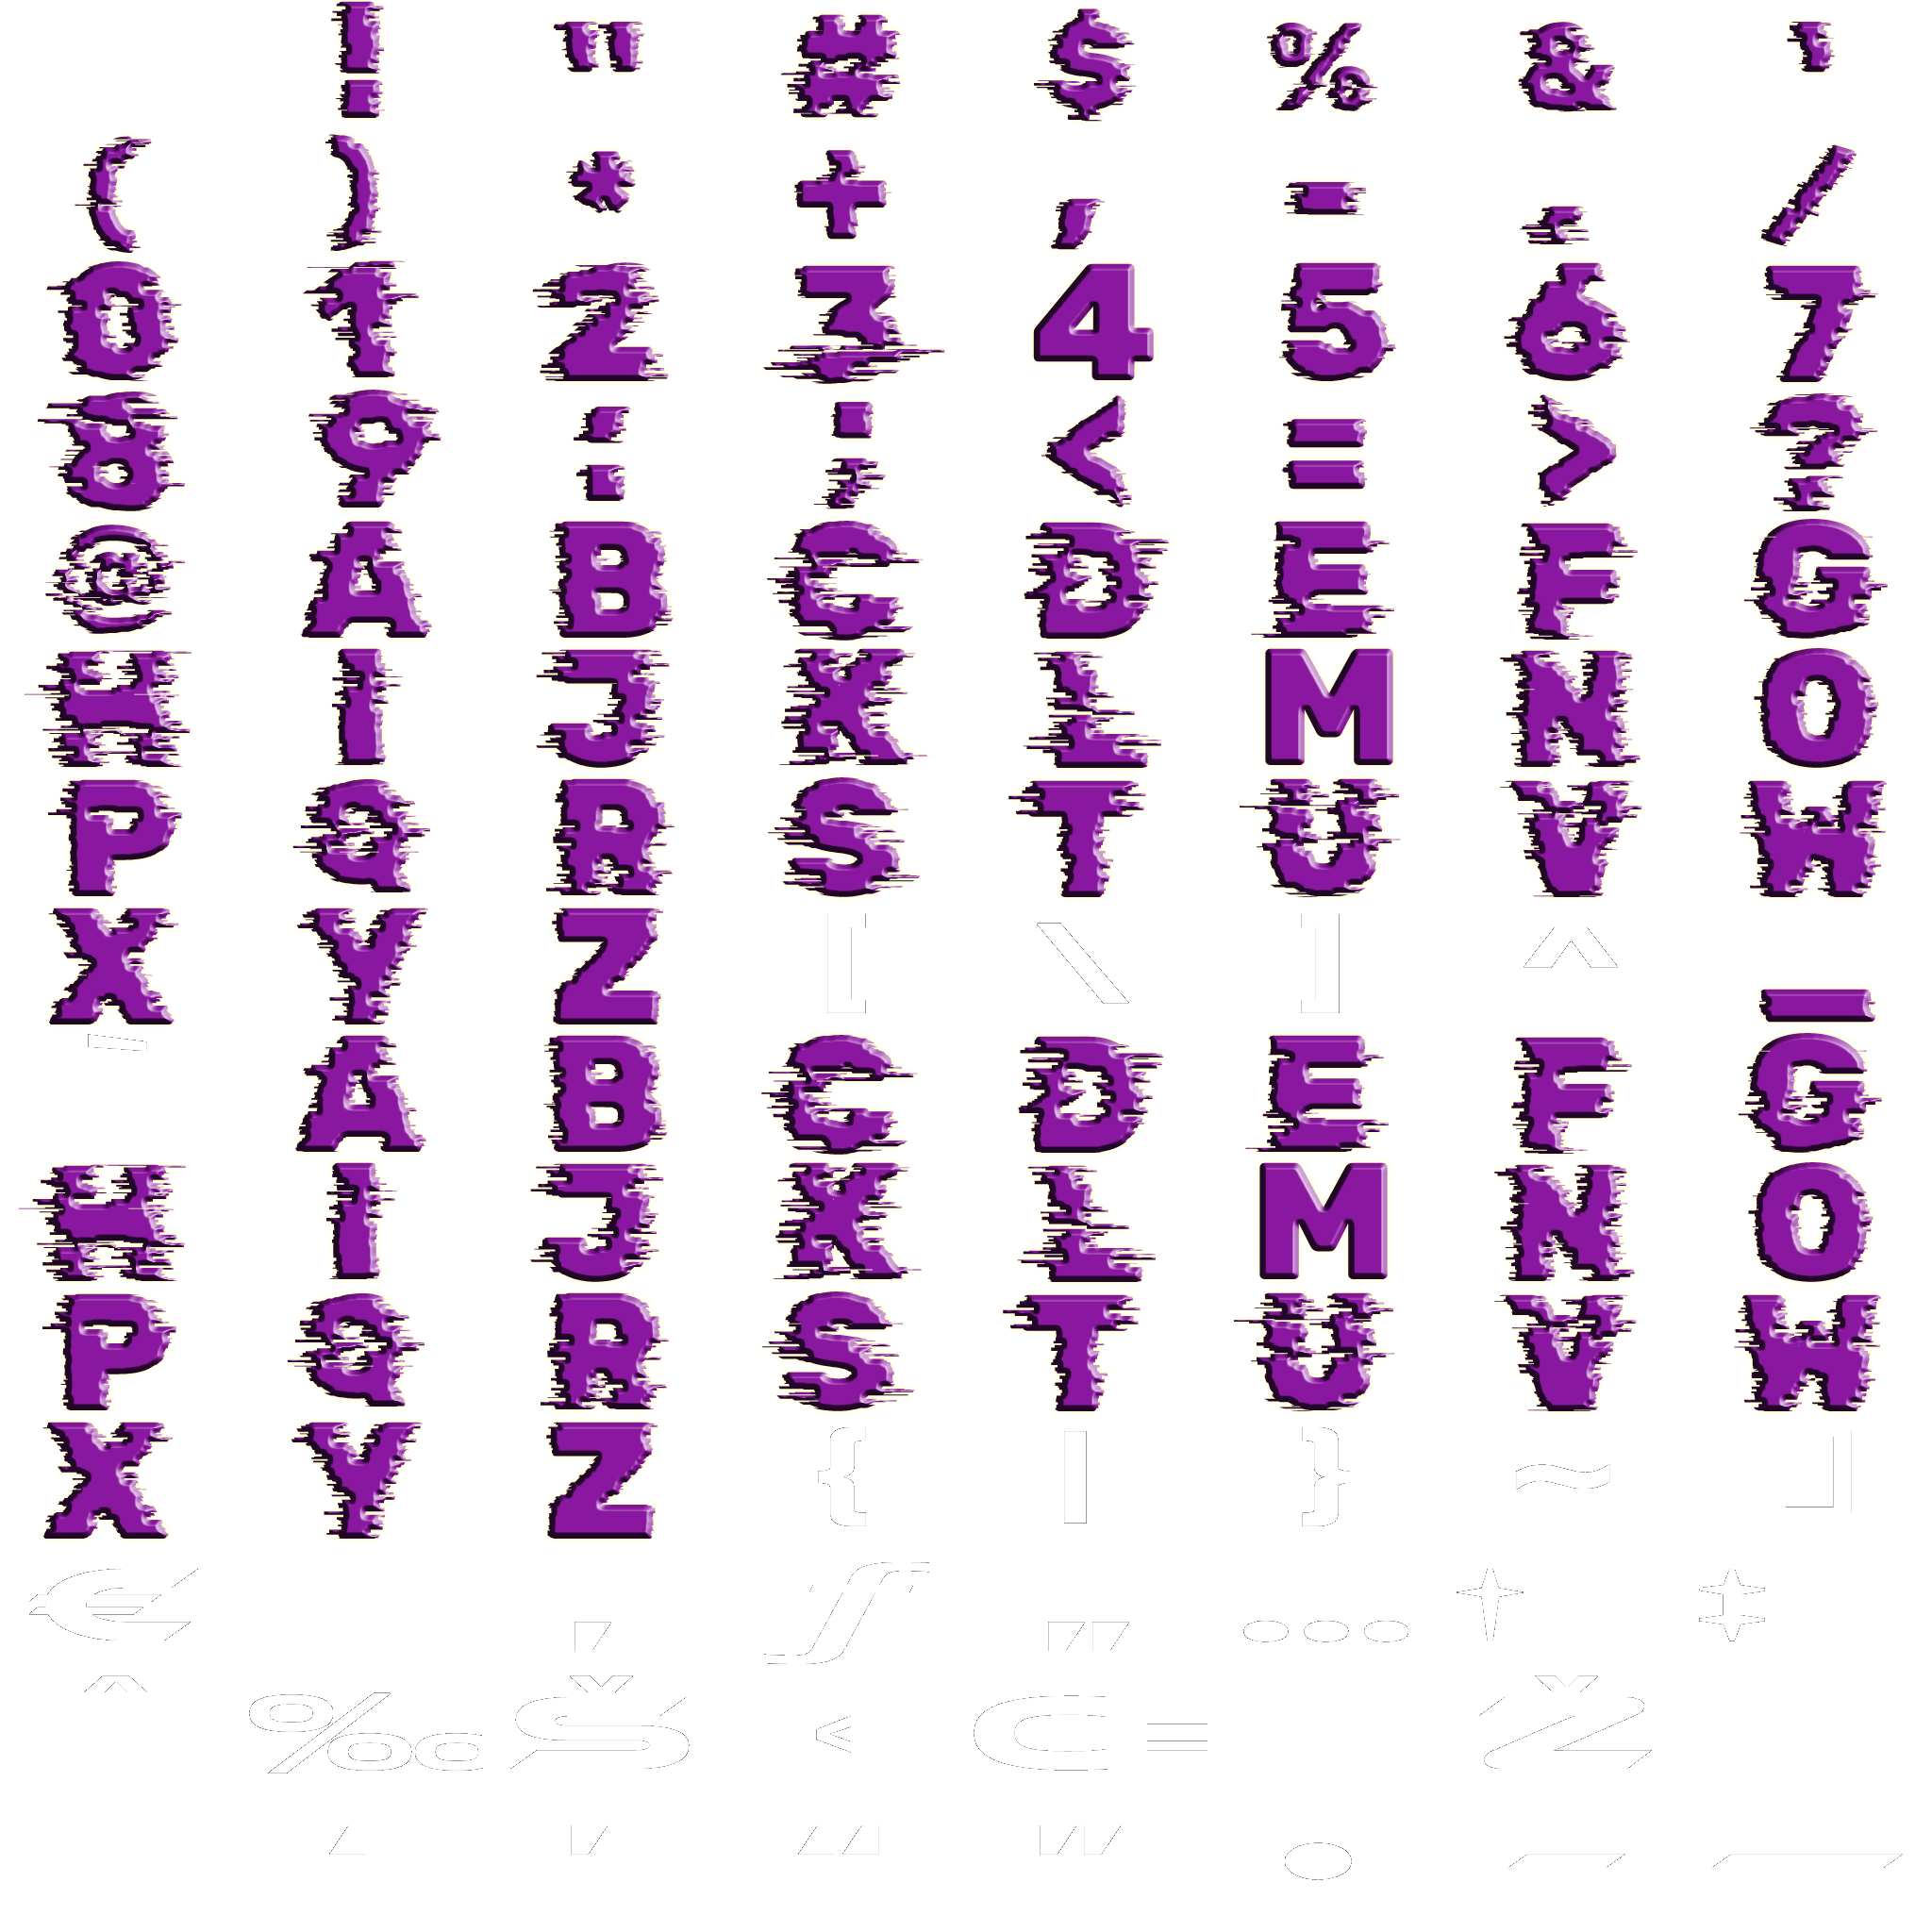 ! " # $ % & '
( ) * + , - . /
0 1 2 3 4 5 6 7
8 9 : ; < = > ?
@ A B C D E F G
H I J K L M N O
P Q R S T U V W
X Y Z [ \ ] ^ _
` A B C D E F G
H I J K L M N O
P Q R S T U V W
X Y Z { | } ~
€ ‚ ƒ „ … † ‡
ˆ ‰ Š ‹ Œ Ž
‘ ’ “ ” • – —